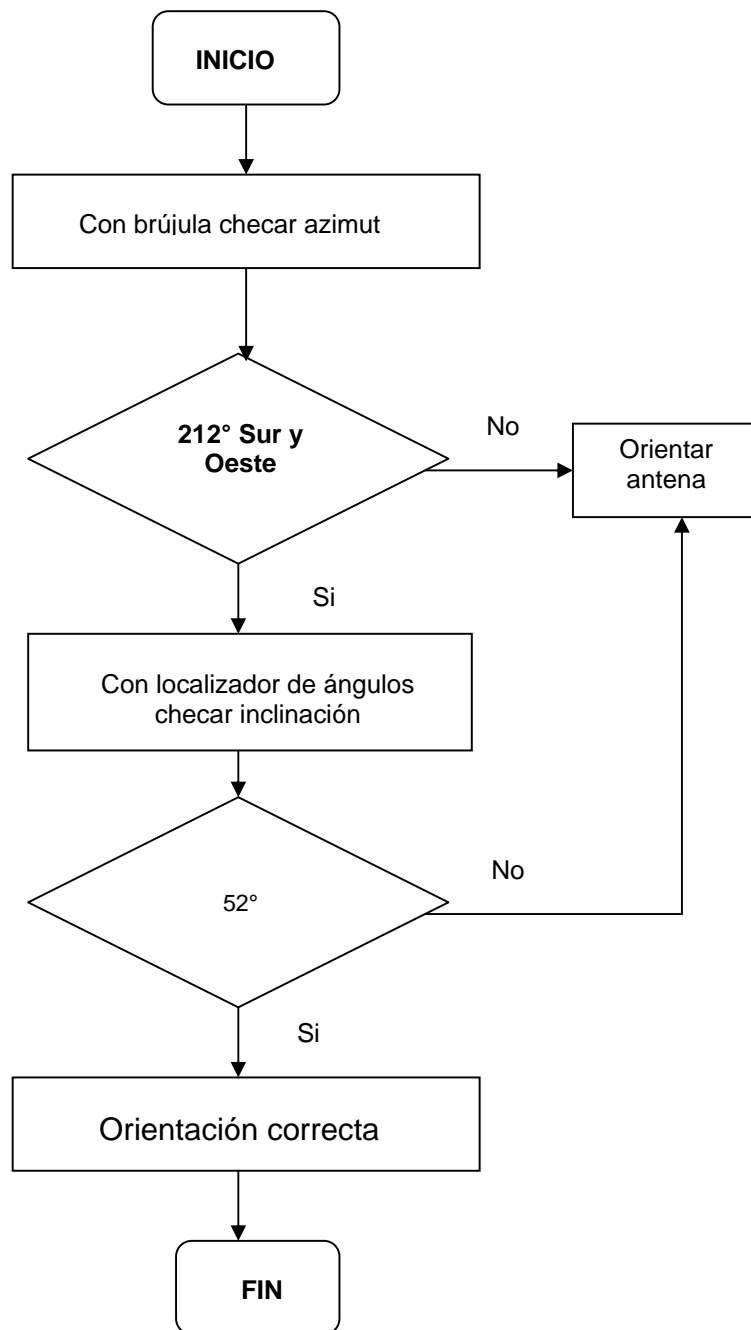 INICIO
Con brújula checar azimut
212° Sur y
Oeste
No
Orientar
antena
Si
Con localizador de ángulos
checar inclinación
52°
No
Si
Orientación correcta
FIN